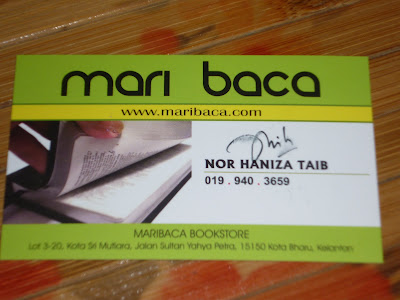 mari baca
www.maribaca.com
NOR HANIZA TAIB
019 . 940 . 3659
MARIBACA BOOKSTORE
Lot 3-20, Kota Sri Mutiara, Jalan Sultan Yahya Petra, 15150 Kota Bharu, Kelantan